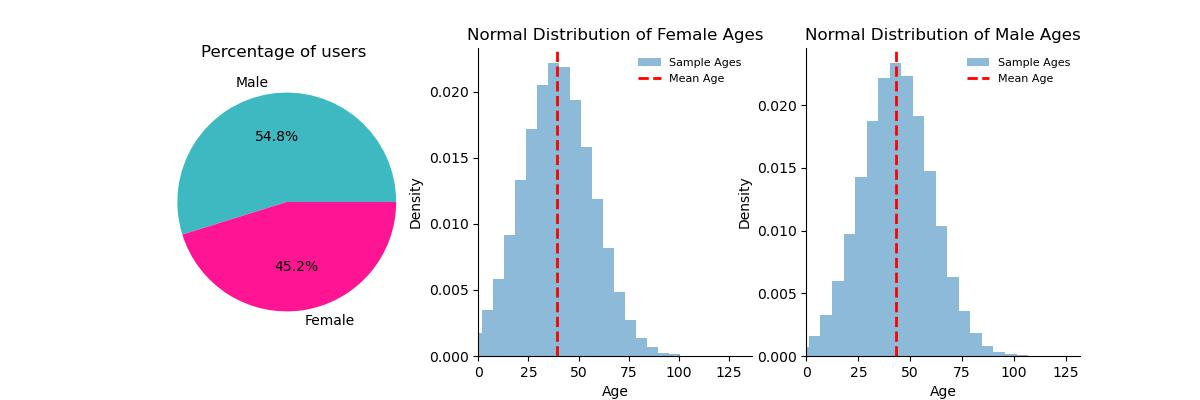 Percentage of users
Male
54.8%
45.2%
Female
Normal Distribution of Female Ages
Sample Ages
Mean Age
0.020
0.015
0.010
0.005
0.000
Density
0 25 50 75 100 125
Age
Normal Distribution of Male Ages
Sample Ages
Mean Age
0.020
0.015
0.010
0.005
0.000
Density
0 25 50 75 100 125
Age